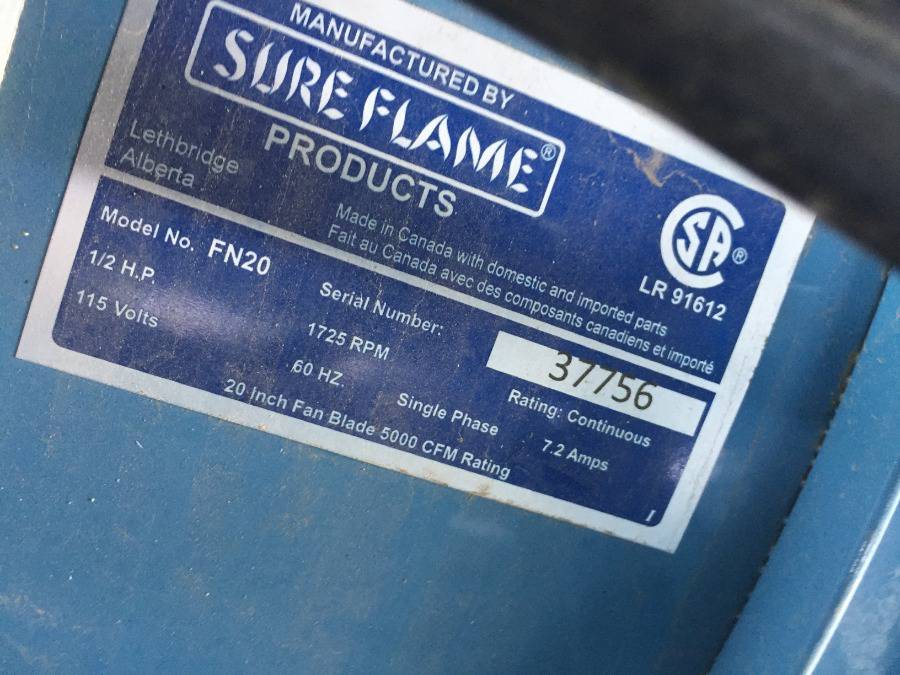 MANUFACTURED BY
SURE FLAME®
PRODUCTS
Lethbridge
Alberta
Made in Canada with domestic and imported parts
Fait au Canada avec des composants canadiens et importé
CSA®
LR 91612
Model No. FN20
Serial Number: 37756
1/2 H.P. 1725 RPM Rating: Continuous
115 Volts 60 HZ. Single Phase 7.2 Amps
20 Inch Fan Blade 5000 CFM Rating
I